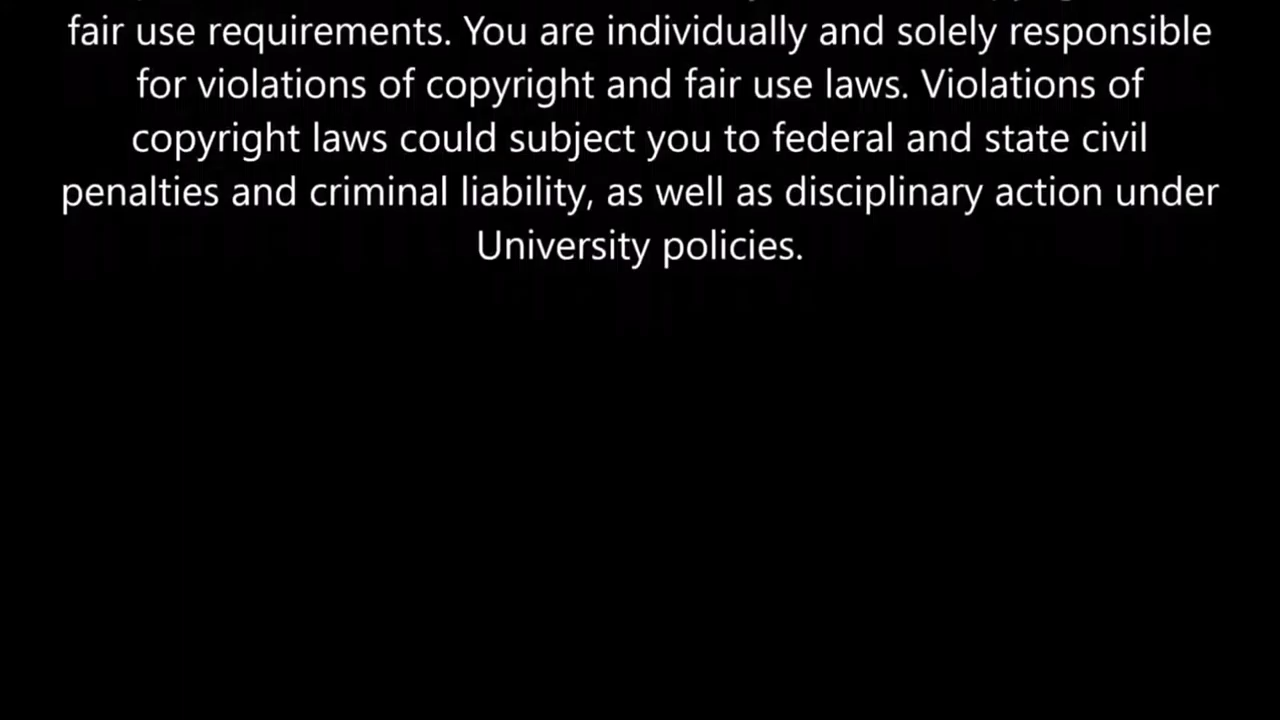 fair use requirements. You are individually and solely responsible
for violations of copyright and fair use laws. Violations of
copyright laws could subject you to federal and state civil
penalties and criminal liability, as well as disciplinary action under
University policies.